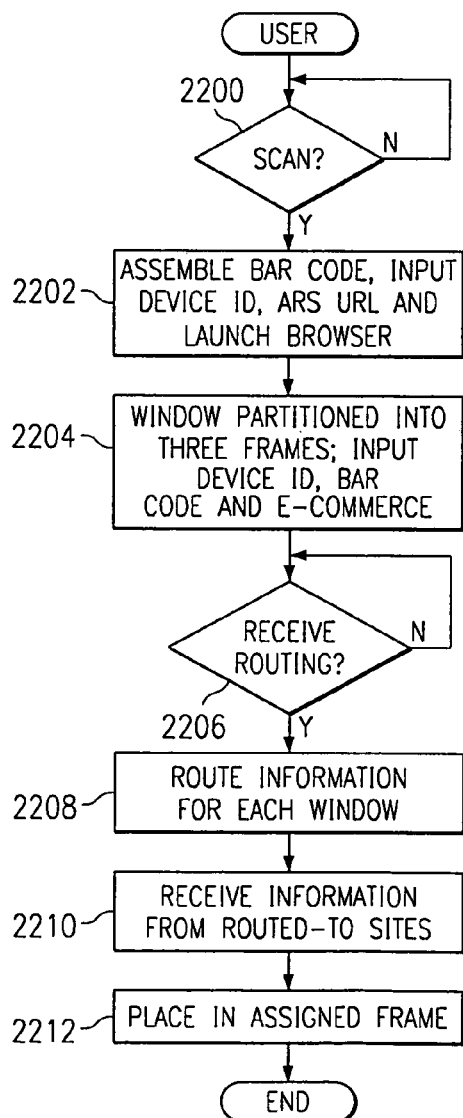 USER
2200
SCAN?
N
Y
2202
ASSEMBLE BAR CODE, INPUT
DEVICE ID, ARS URL AND
LAUNCH BROWSER
2204
WINDOW PARTITIONED INTO
THREE FRAMES; INPUT
DEVICE ID, BAR
CODE AND E-COMMERCE
RECEIVE
ROUTING?
N
2206
Y
2208
ROUTE INFORMATION
FOR EACH WINDOW
2210
RECEIVE INFORMATION
FROM ROUTED-TO SITES
2212
PLACE IN ASSIGNED FRAME
END